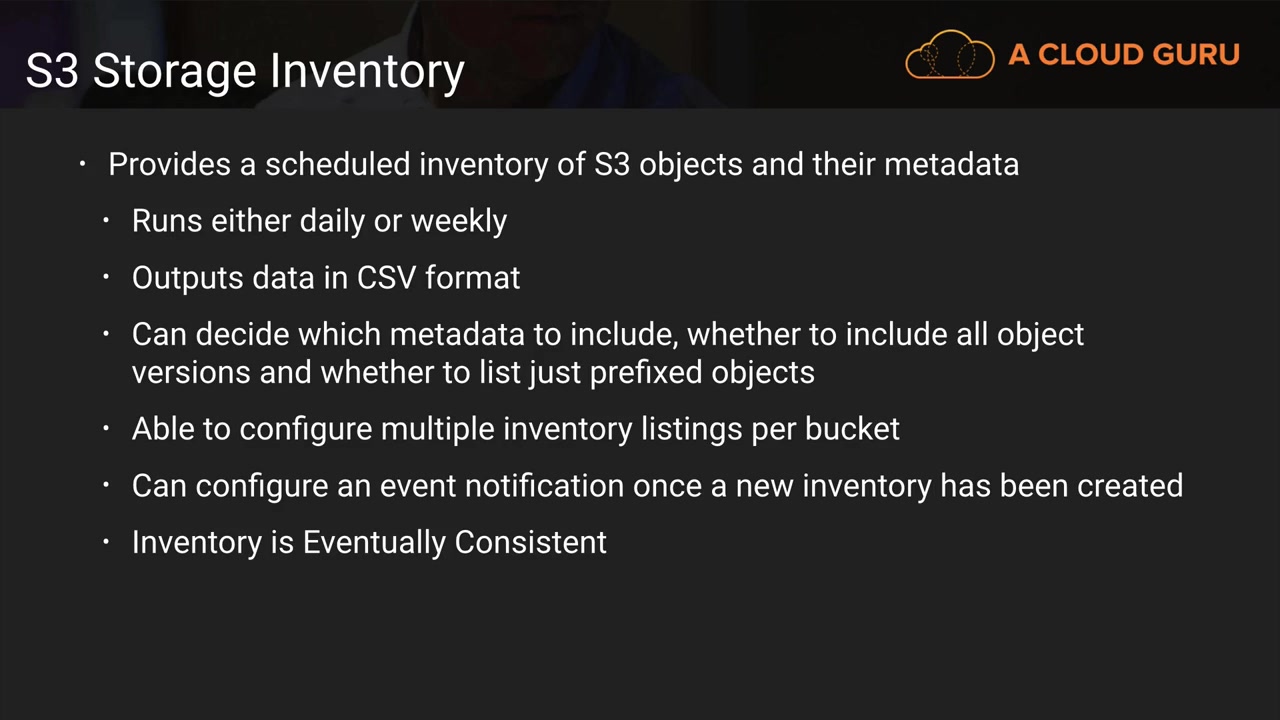 S3 Storage Inventory
A CLOUD GURU
• Provides a scheduled inventory of S3 objects and their metadata
• Runs either daily or weekly
• Outputs data in CSV format
• Can decide which metadata to include, whether to include all object
versions and whether to list just prefixed objects
• Able to configure multiple inventory listings per bucket
• Can configure an event notification once a new inventory has been created
• Inventory is Eventually Consistent